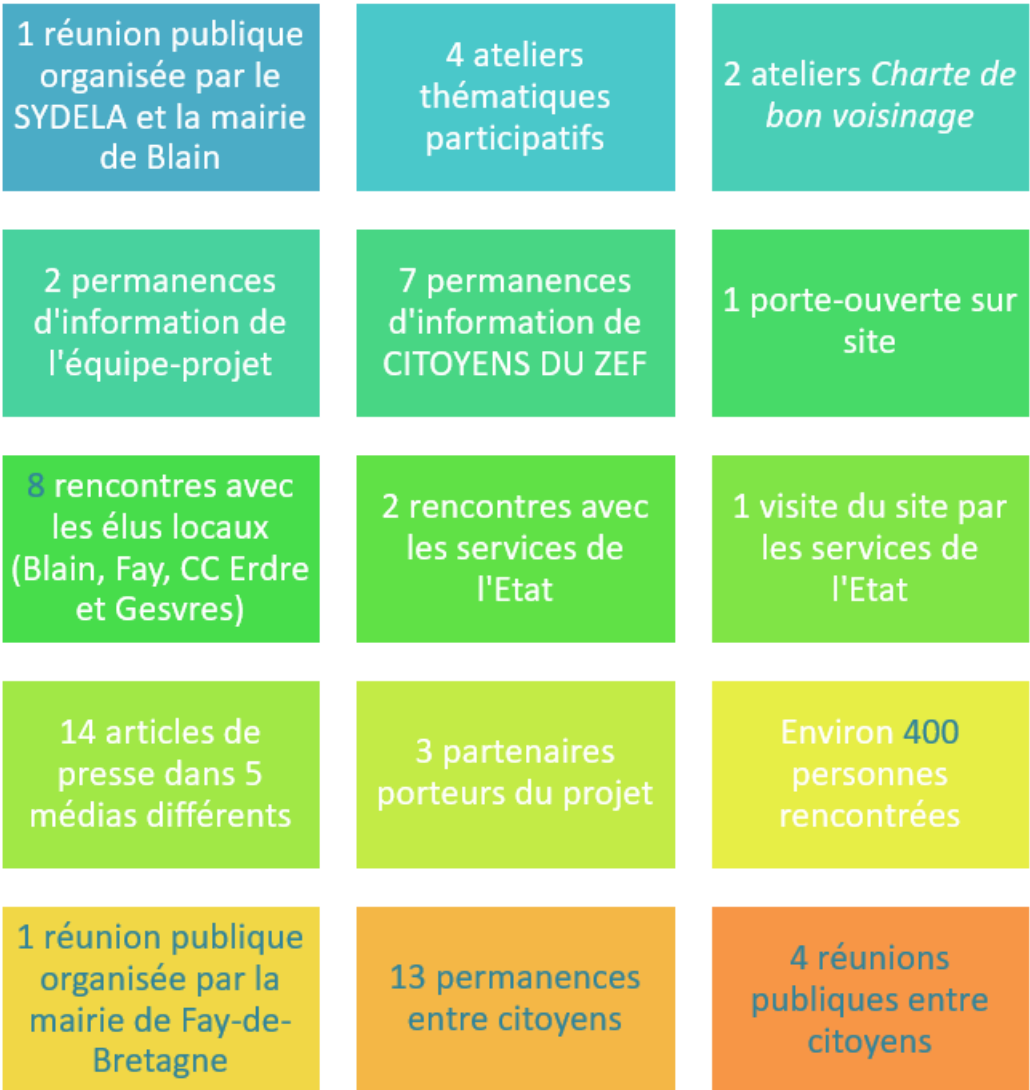 1 réunion publique
organisée par le
SYDELA et la mairie
de Blain
4 ateliers
thématiques
participatifs
2 ateliers Charte de
bon voisinage
2 permanences
d'information de
l'équipe-projet
7 permanences
d'information de
CITOYENS DU ZEF
1 porte-ouverte sur
site
8 rencontres avec
les élus locaux
(Blain, Fay, CC Erdre
et Gesvres)
2 rencontres avec
les services de
l'Etat
1 visite du site par
les services de
l'Etat
14 articles de
presse dans 5
médias différents
3 partenaires
porteurs du projet
Environ 400
personnes
rencontrées
1 réunion publique
organisée par la
mairie de Fay-de-
Bretagne
13 permanences
entre citoyens
4 réunions
publiques entre
citoyens